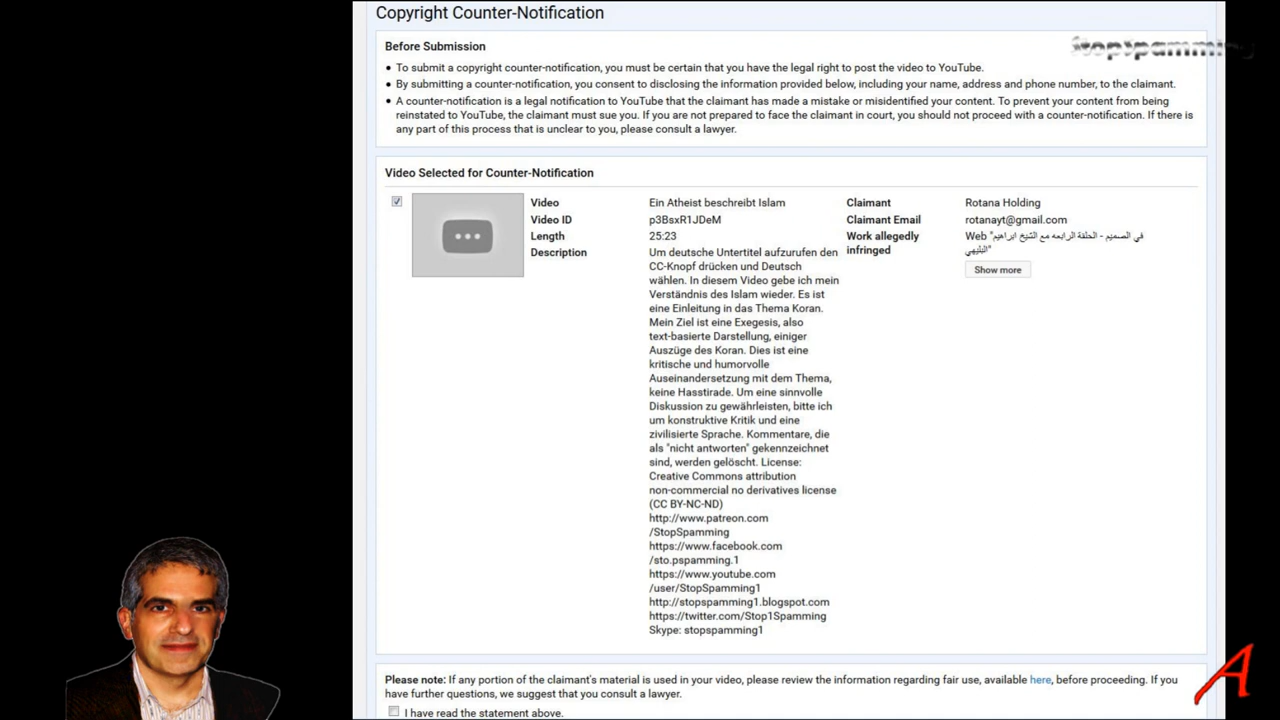 Copyright Counter-Notification
StopSpamming
Before Submission
• To submit a copyright counter-notification, you must be certain that you have the legal right to post the video to YouTube.
• By submitting a counter-notification, you consent to disclosing the information provided below, including your name, address and phone number, to the claimant.
• A counter-notification is a legal notification to YouTube that the claimant has made a mistake or misidentified your content. To prevent your content from being
reinstated to YouTube, the claimant must sue you. If you are not prepared to face the claimant in court, you should not proceed with a counter-notification. If there is
any part of this process that is unclear to you, please consult a lawyer.
Video Selected for Counter-Notification
Video Ein Atheist beschreibt Islam
Video ID p3BsxR1JDeM
Length 25:23
Description Um deutsche Untertitel aufzurufen den
CC-Knopf drücken und Deutsch
wählen. In diesem Video gebe ich mein
Verständnis des Islam wieder. Es ist
eine Einleitung in das Thema Koran.
Mein Ziel ist eine Exegesis, also
text-basierte Darstellung, einiger
Auszüge des Koran. Dies ist eine
kritische und humorvolle
Auseinandersetzung mit dem Thema,
keine Hasstirade. Um eine sinnvolle
Diskussion zu gewährleisten, bitte ich
um konstruktive Kritik und eine
zivilisierte Sprache. Kommentare, die
als "nicht antworten" gekennzeichnet
sind, werden gelöscht. License:
Creative Commons attribution
non-commercial no derivatives license
(CC BY-NC-ND)
http://www.patreon.com
/StopSpamming
https://www.facebook.com
/sto.pspamming.1
https://www.youtube.com
/user/StopSpamming1
http://stopspamming1.blogspot.com
https://twitter.com/Stop1Spamming
Skype: stopspamming1
Claimant Rotana Holding
Claimant Email rotanayt@gmail.com
Work allegedly
infringed
Web "في الصميم - الحلقة الرابعه مع الشيخ ابراهيم
البليهي"
Show more
Please note: If any portion of the claimant's material is used in your video, please review the information regarding fair use, available here, before proceeding. If you
have further questions, we suggest that you consult a lawyer.
I have read the statement above.
A